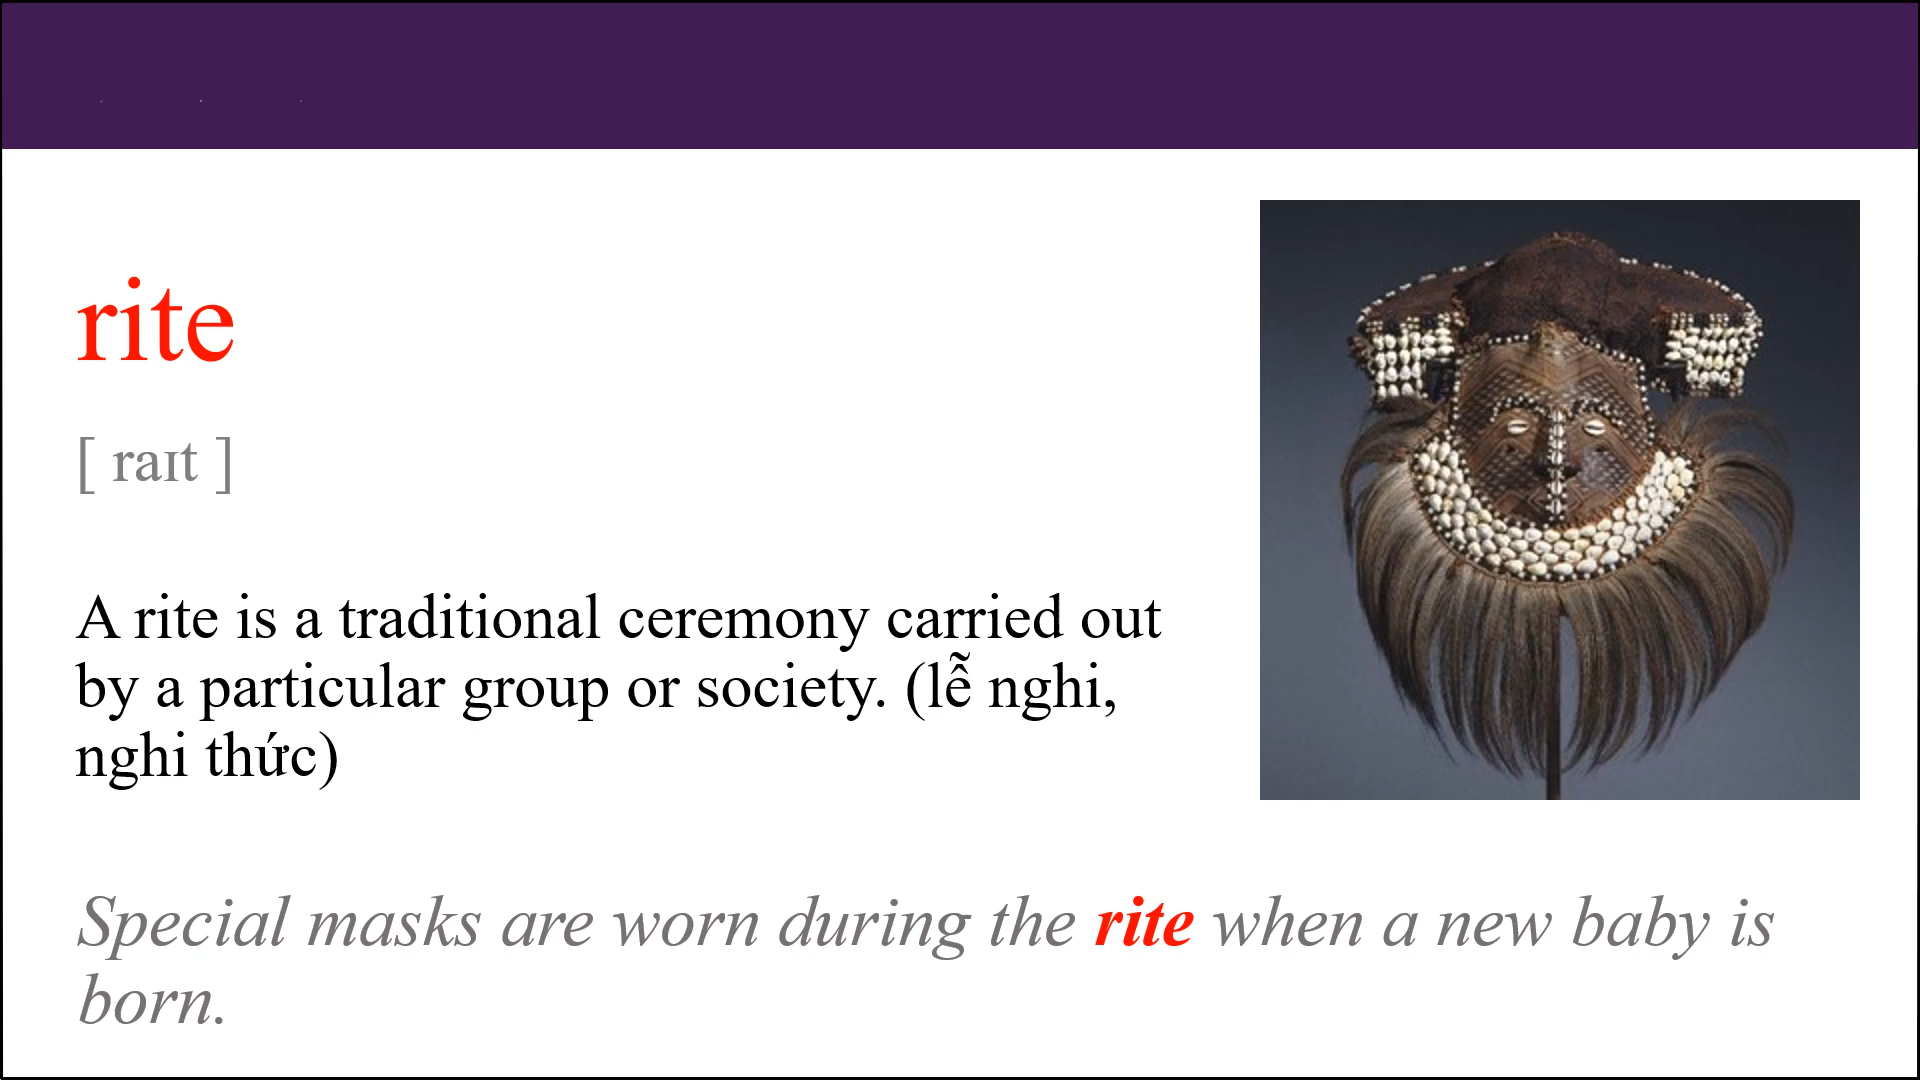 rite
[ raɪt ]
A rite is a traditional ceremony carried out
by a particular group or society. (lễ nghi,
nghi thức)
Special masks are worn during the rite when a new baby is
born.